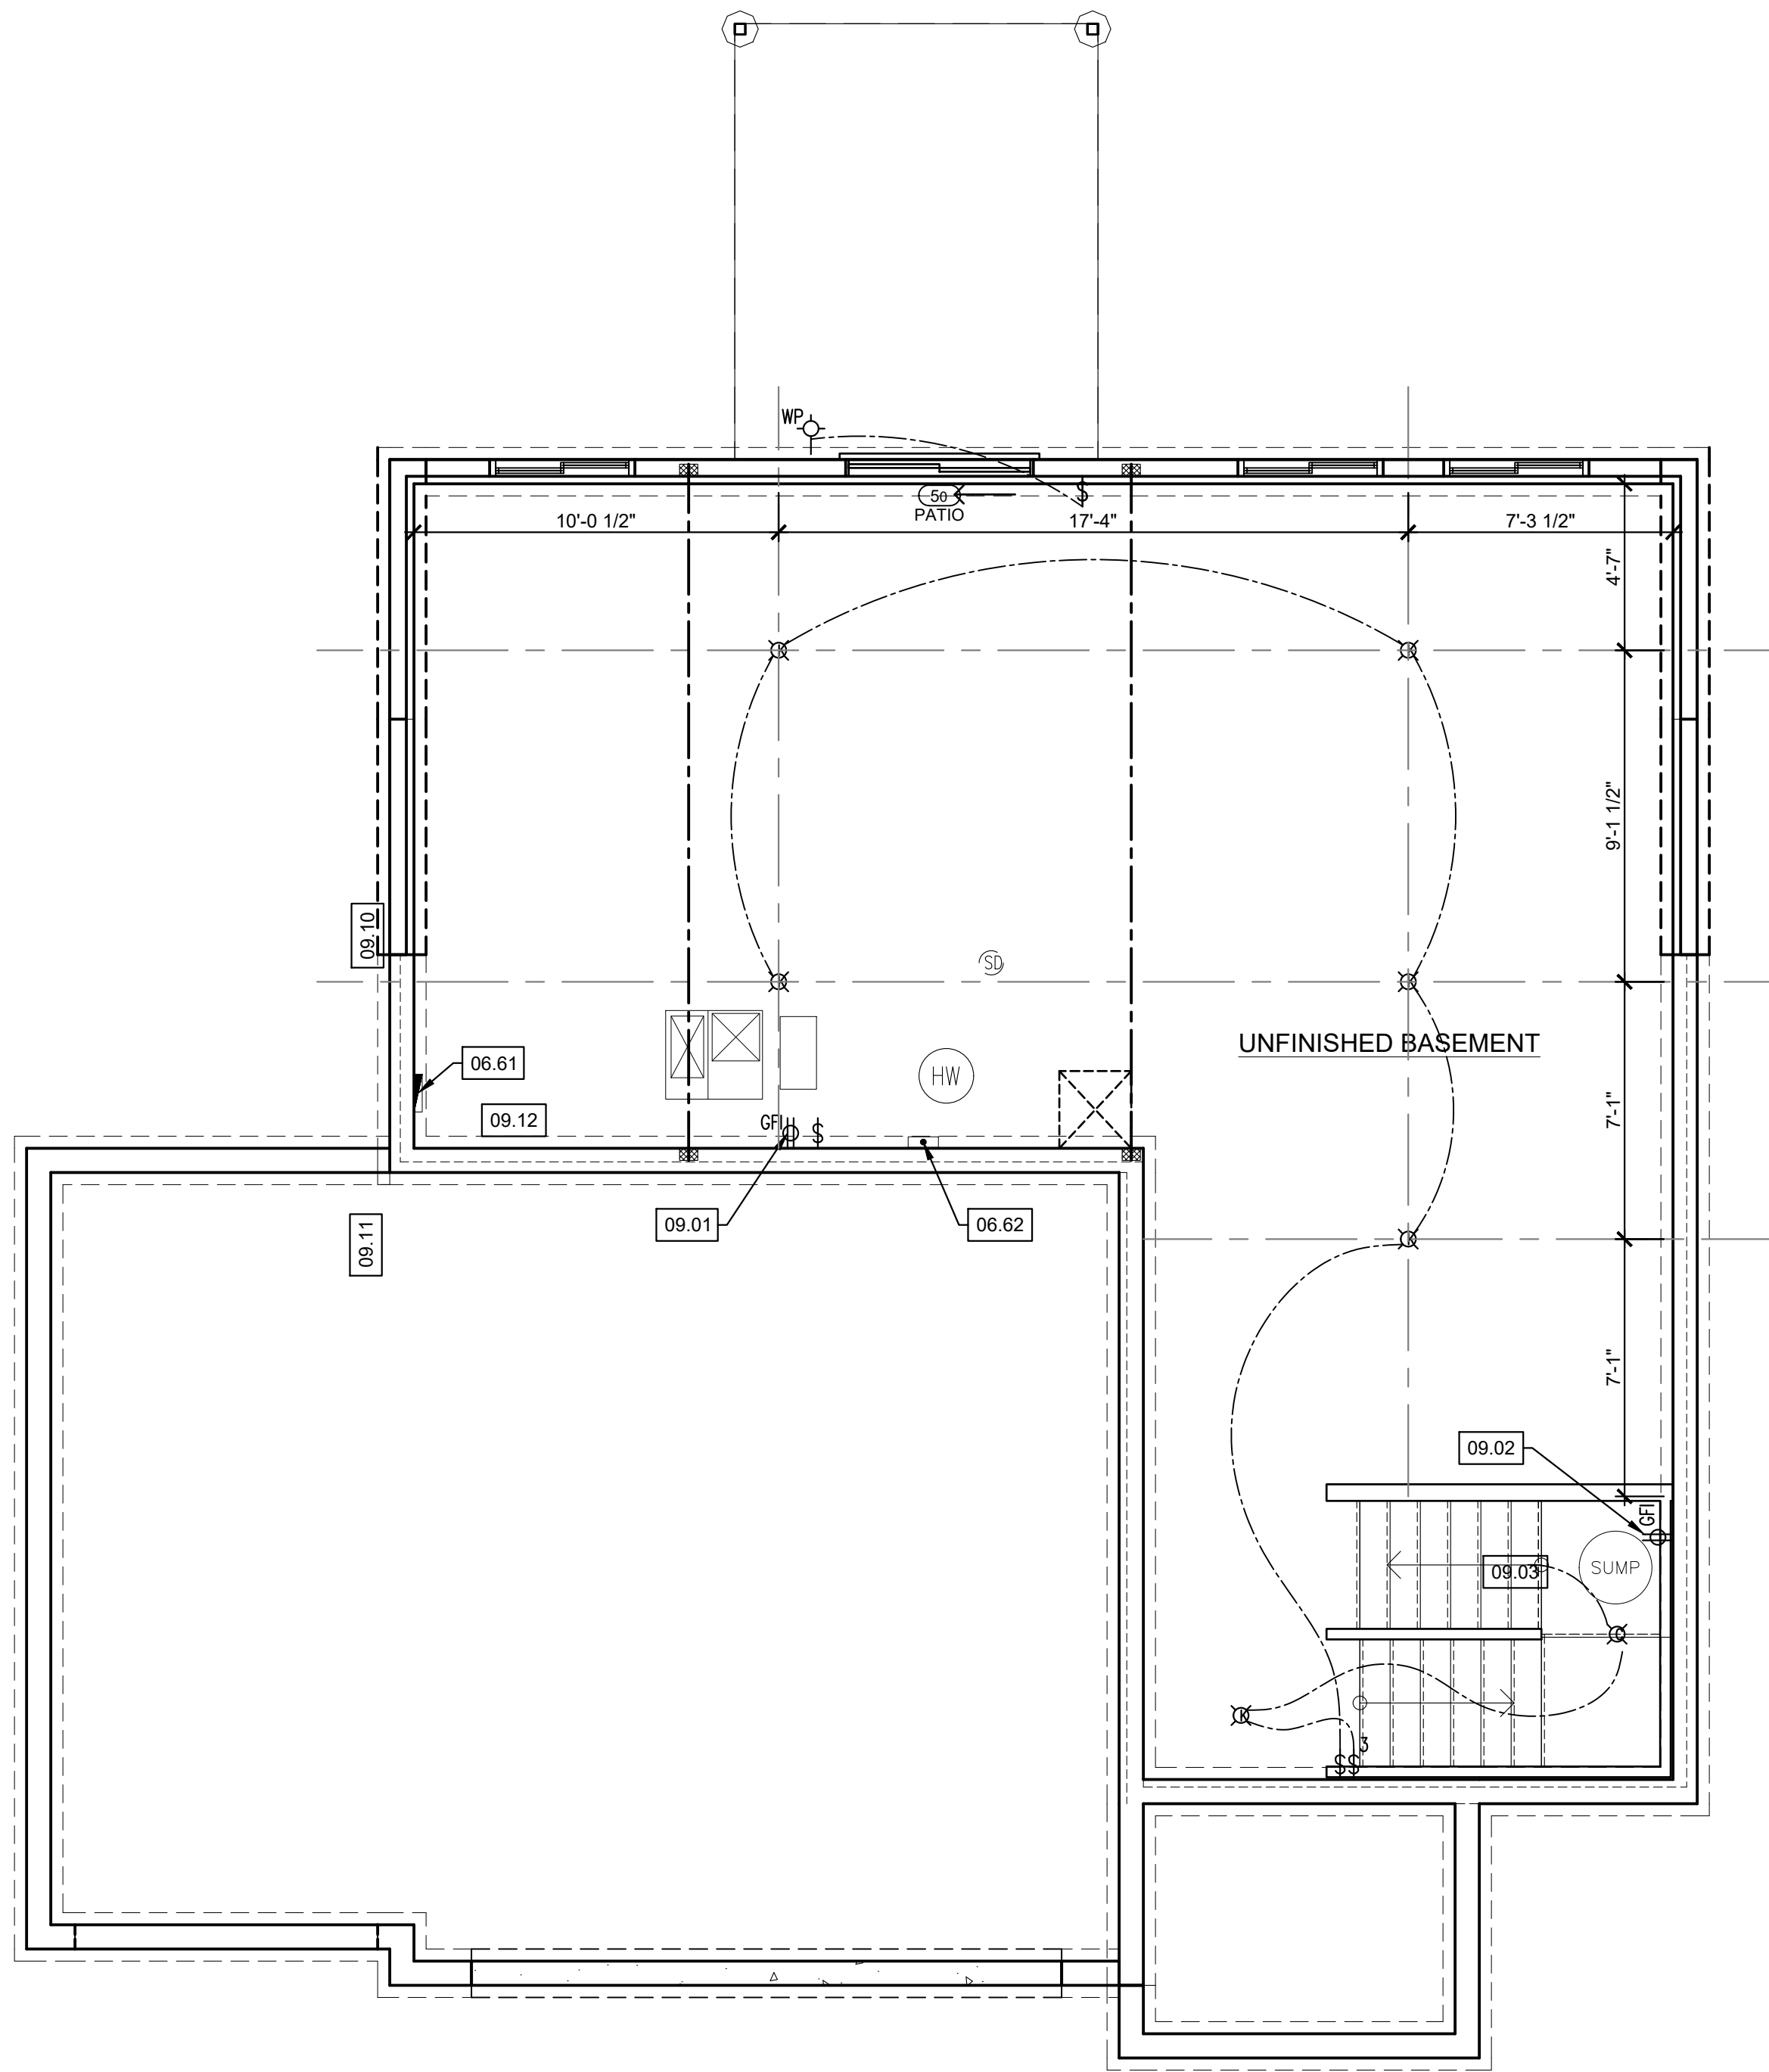 WP
50
PATIO
10'-0 1/2"
17'-4"
7'-3 1/2"
$
4'-7"
9'-1 1/2"
09.10
SD
UNFINISHED BASEMENT
06.61
HW
7'-1"
09.12
GFI
$
09.01
06.62
09.11
K
7'-1"
09.02
GFI
09.03
SUMP
C
K
$$3